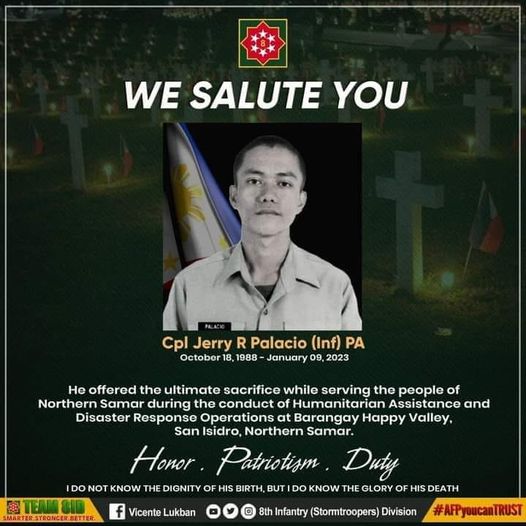 8
WE SALUTE YOU
PALACIO
Cpl Jerry R Palacio (Inf) PA
October 18, 1988 - January 09, 2023
He offered the ultimate sacrifice while serving the people of
Northern Samar during the conduct of Humanitarian Assistance and
Disaster Response Operations at Barangay Happy Valley,
San Isidro, Northern Samar.
Honor . Patriotism . Duty
I DO NOT KNOW THE DIGNITY OF HIS BIRTH, BUT I DO KNOW THE GLORY OF HIS DEATH
TEAM 8ID
SMARTER.STRONGER.BETTER.
Vicente Lukban
8th Infantry (Stormtroopers) Division
#AFPyoucanTRUST